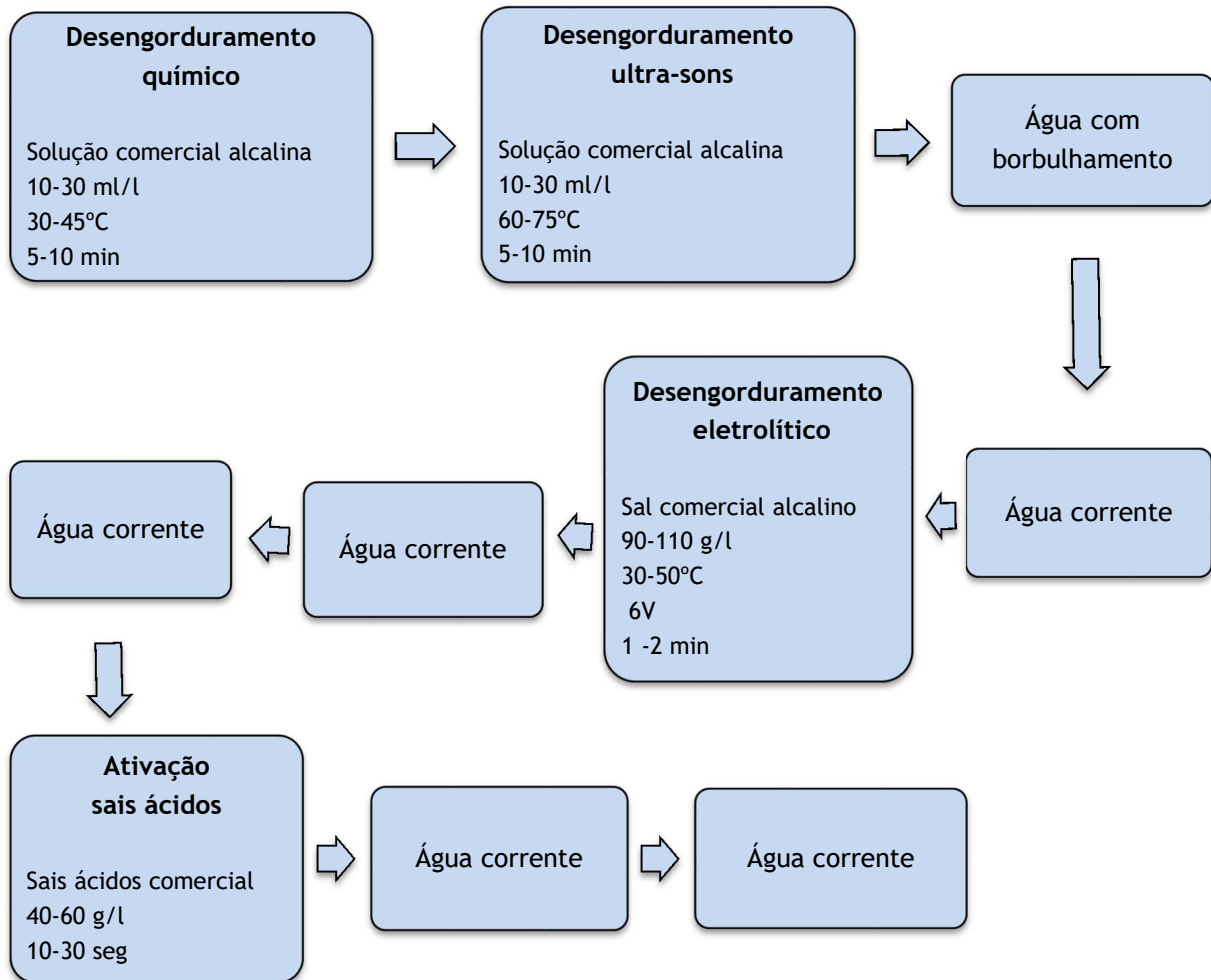 Desengorduramento
químico
Solução comercial alcalina
10-30 ml/l
30-45ºC
5-10 min
Desengorduramento
ultra-sons
Solução comercial alcalina
10-30 ml/l
60-75ºC
5-10 min
Água com
borbulhamento
Água corrente
Desengorduramento
eletrolítico
Sal comercial alcalino
90-110 g/l
30-50ºC
6V
1 -2 min
Água corrente
Água corrente
Ativação
sais ácidos
Sais ácidos comercial
40-60 g/l
10-30 seg
Água corrente
Água corrente